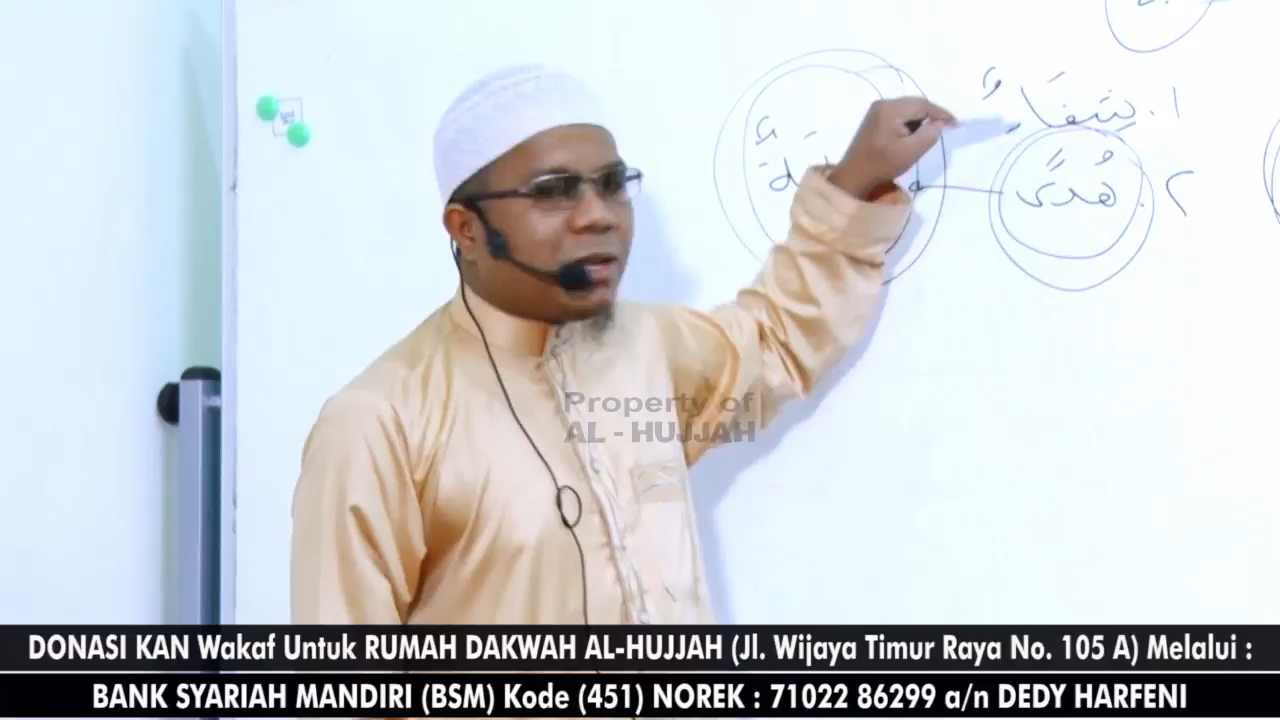 ١. شِفَاءٌ
٢. هُدًى
Property of
AL - HUJJAH
DONASI KAN Wakaf Untuk RUMAH DAKWAH AL-HUJJAH (Jl. Wijaya Timur Raya No. 105 A) Melalui :
BANK SYARIAH MANDIRI (BSM) Kode (451) NOREK : 71022 86299 a/n DEDY HARFENI